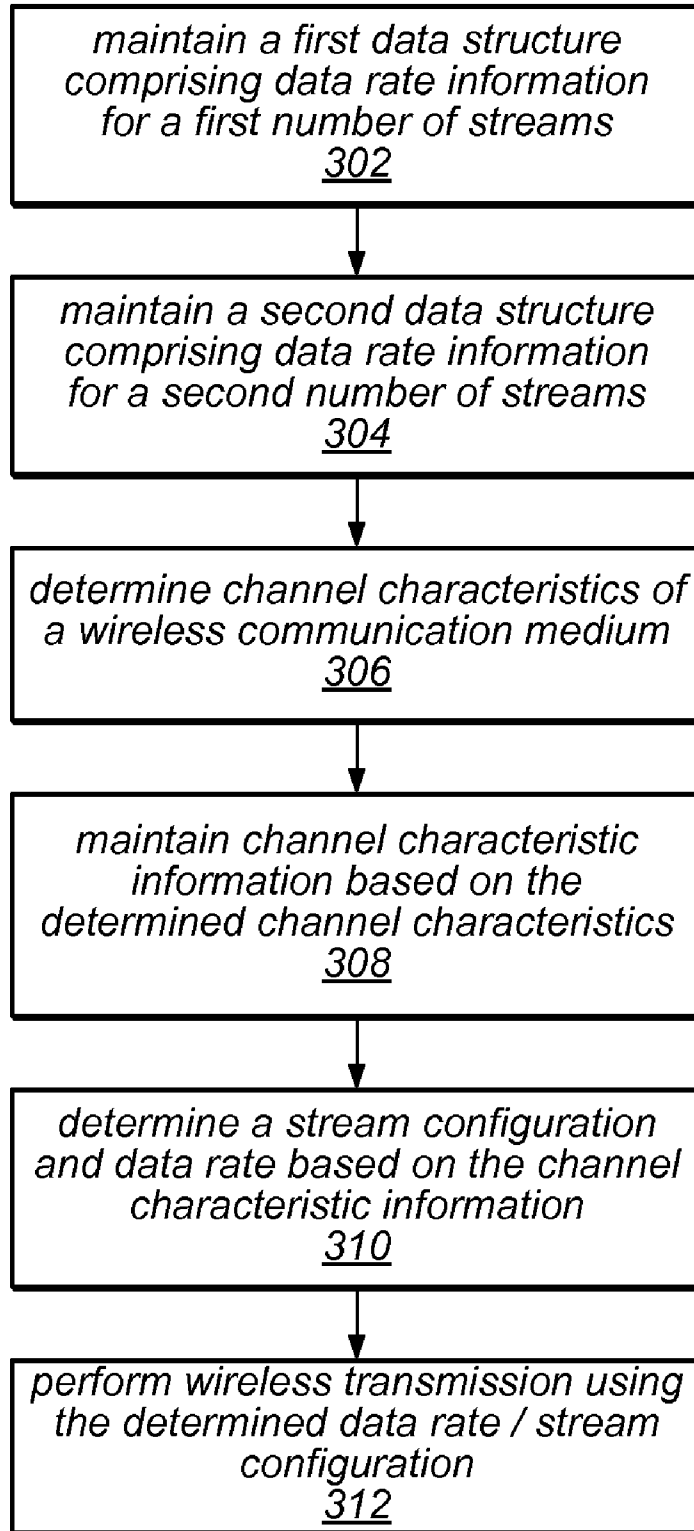 maintain a first data structure
comprising data rate information
for a first number of streams
302
maintain a second data structure
comprising data rate information
for a second number of streams
304
determine channel characteristics of
a wireless communication medium
306
maintain channel characteristic
information based on the
determined channel characteristics
308
determine a stream configuration
and data rate based on the channel
characteristic information
310
perform wireless transmission using
the determined data rate / stream
configuration
312